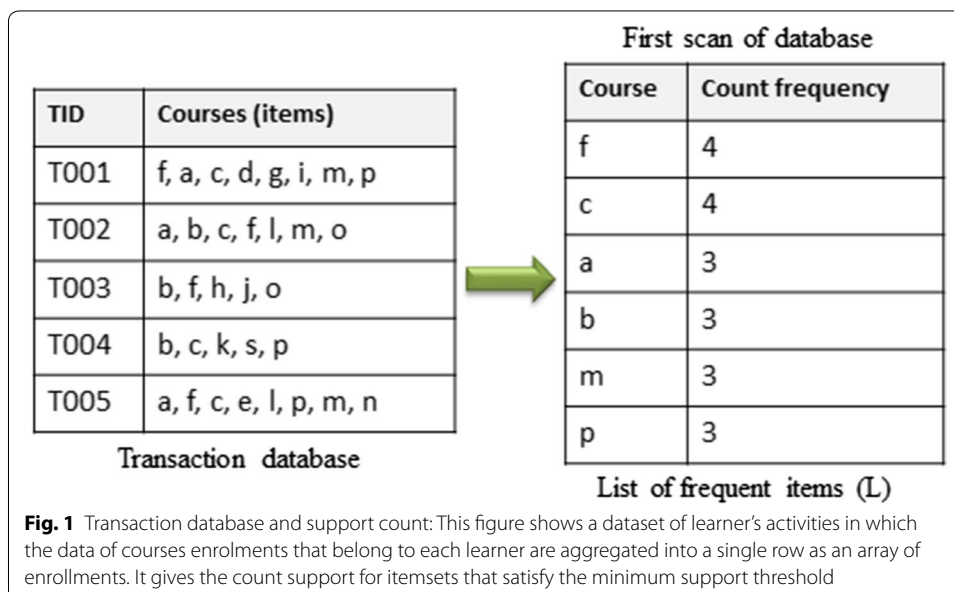 First scan of database
TID Courses (items)
T001 f, a, c, d, g, i, m, p
T002 a, b, c, f, l, m, o
T003 b, f, h, j, o
T004 b, c, k, s, p
T005 a, f, c, e, l, p, m, n
Transaction database
Course Count frequency
f 4
c 4
a 3
b 3
m 3
p 3
List of frequent items (L)
Fig. 1 Transaction database and support count: This figure shows a dataset of learner’s activities in which
the data of courses enrolments that belong to each learner are aggregated into a single row as an array of
enrollments. It gives the count support for itemsets that satisfy the minimum support threshold